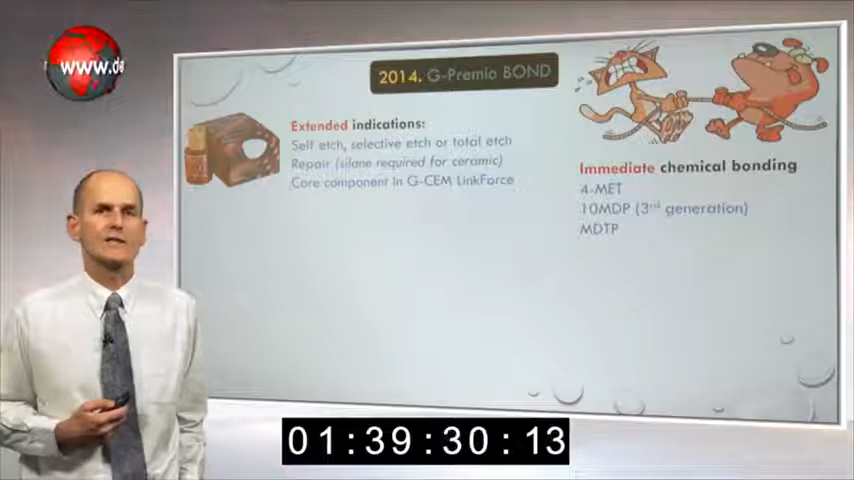 www.de
2014. G-Premio BOND
Extended indications:
Self etch, selective etch or total etch
Repair (silane required for ceramic)
Core component in G-CEM LinkForce
Immediate chemical bonding
4-MET
10MDP (3rd generation)
MDTP
01:39:30:13